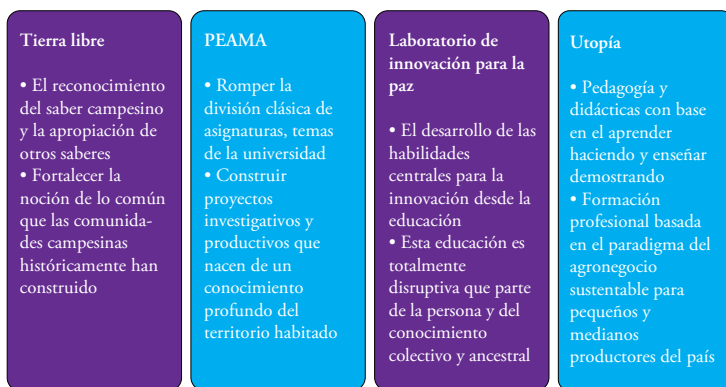 Tierra libre
• El reconocimiento
del saber campesino
y la apropiación de
otros saberes
• Fortalecer la
noción de lo común
que las comunida-
des campesinas
históricamente han
construido
PEAMA
• Romper la
división clásica de
asignaturas, temas
de la universidad
• Construir
proyectos
investigativos y
productivos que
nacen de un
conocimiento
profundo del
territorio habitado
Laboratorio de
innovación para la
paz
• El desarrollo de las
habilidades
centrales para la
innovación desde la
educación
• Esta educación es
totalmente
disruptiva que parte
de la persona y del
conocimiento
colectivo y ancestral
Utopía
• Pedagogía y
didácticas con base
en el aprender
haciendo y enseñar
demostrando
• Formación
profesional basada
en el paradigma del
agronegocio
sustentable para
pequeños y
medianos
productores del país